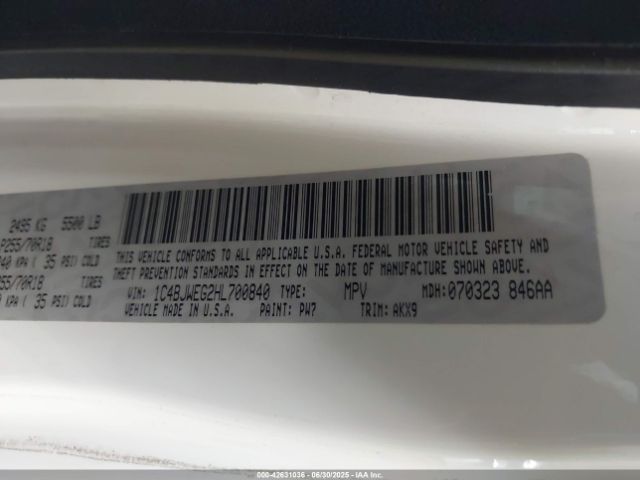 2495 KG 5500 LB
P255/70R18 TIRES
240 KPA ( 35 PSI) COLD
255/70R18 TIRES
KPA ( 35 PSI) COLD
THIS VEHICLE CONFORMS TO ALL APPLICABLE U.S.A. FEDERAL MOTOR VEHICLE SAFETY AND
THEFT PREVENTION STANDARDS IN EFFECT ON THE DATE OF MANUFACTURE SHOWN ABOVE.
VIN: 1C4BJWEG2HL700840 TYPE: MPV MDH: 070323 846AA
VEHICLE MADE IN U.S.A. PAINT: PW7 TRIM: AKX9
000-42631036 - 06/30/2025 - IAA